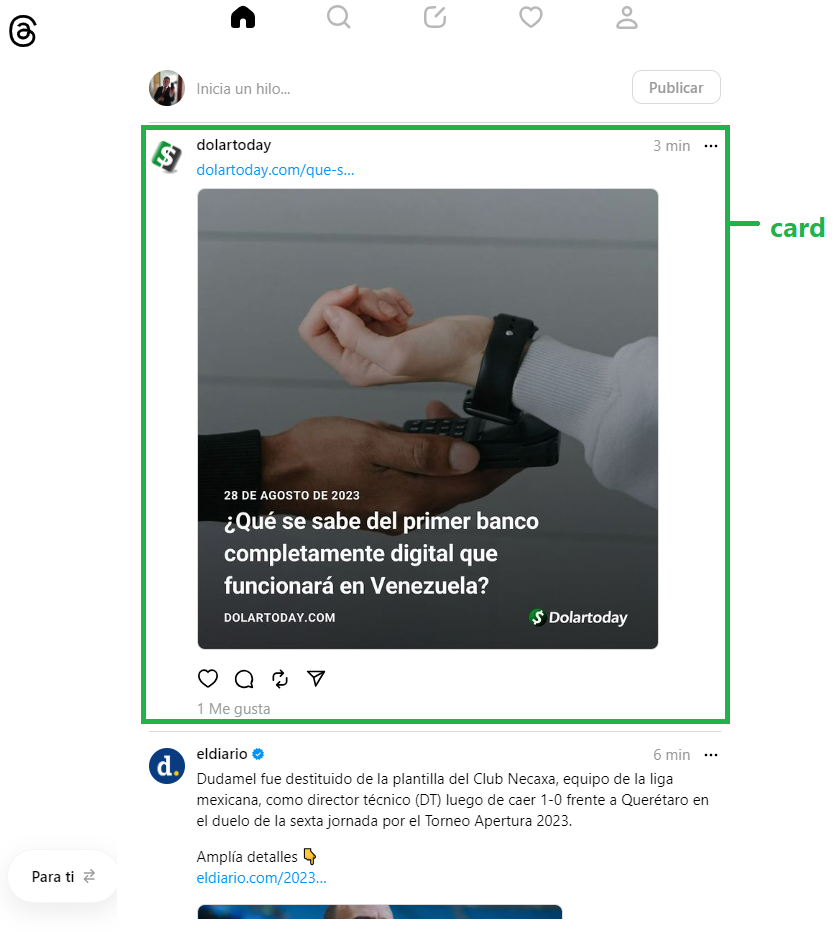 Inicia un hilo...
Publicar
dolartoday
3 min
dolartoday.com/que-s...
card
28 DE AGOSTO DE 2023
¿Qué se sabe del primer banco
completamente digital que
funcionará en Venezuela?
DOLARTODAY.COM
Dolartoday
1 Me gusta
d.
eldiario
6 min
Dudamel fue destituido de la plantilla del Club Necaxa, equipo de la liga
mexicana, como director técnico (DT) luego de caer 1-0 frente a Querétaro en
el duelo de la sexta jornada por el Torneo Apertura 2023.
Amplía detalles 👇
eldiario.com/2023...
Para ti